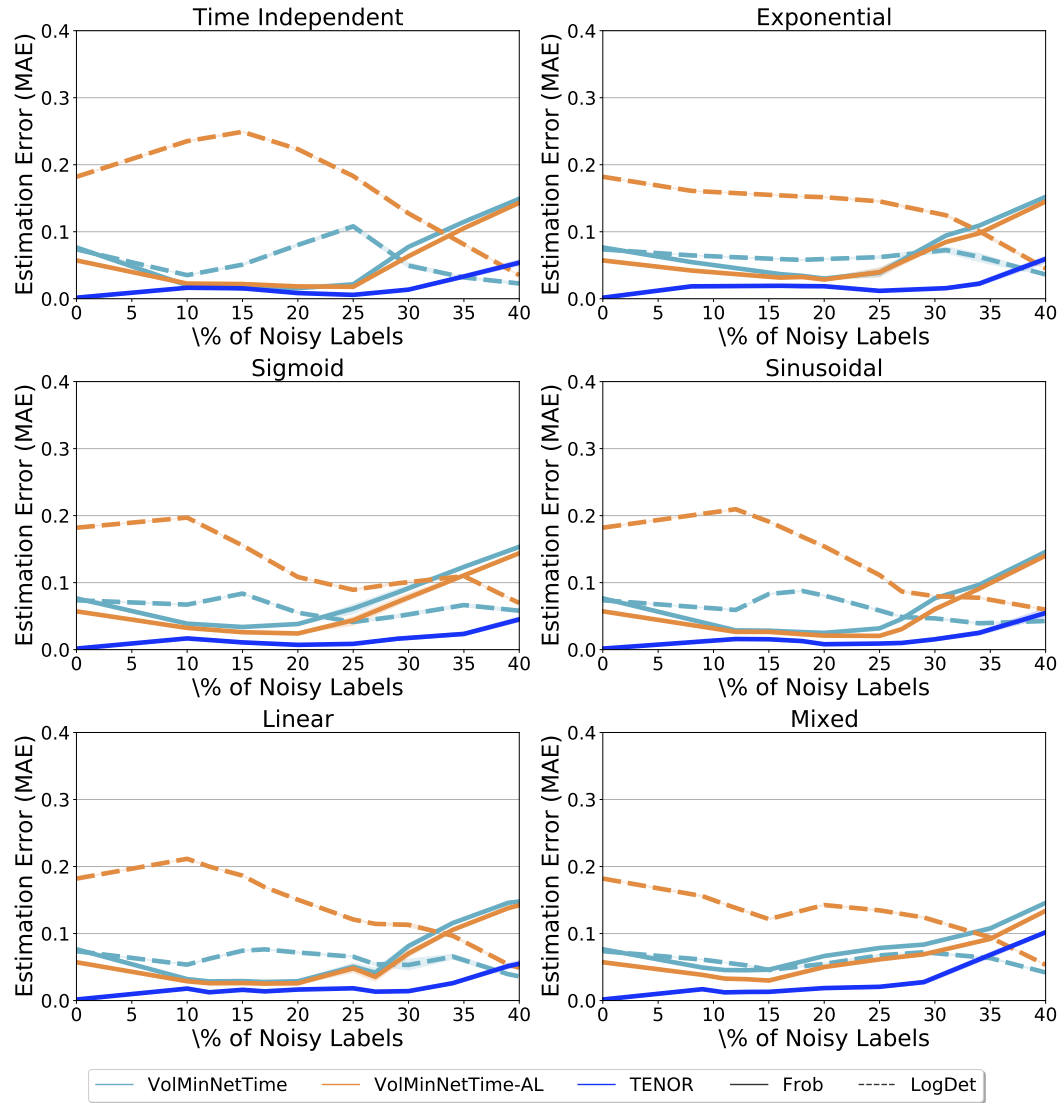 Time Independent
Exponential
Estimation Error (MAE)
0.4
0.3
0.2
0.1
0.0
0 5 10 15 20 25 30 35 40
\% of Noisy Labels
Estimation Error (MAE)
0.4
0.3
0.2
0.1
0.0
0 5 10 15 20 25 30 35 40
\% of Noisy Labels
Sigmoid
Sinusoidal
Estimation Error (MAE)
0.4
0.3
0.2
0.1
0.0
0 5 10 15 20 25 30 35 40
\% of Noisy Labels
Estimation Error (MAE)
0.4
0.3
0.2
0.1
0.0
0 5 10 15 20 25 30 35 40
\% of Noisy Labels
Linear
Mixed
Estimation Error (MAE)
0.4
0.3
0.2
0.1
0.0
0 5 10 15 20 25 30 35 40
\% of Noisy Labels
Estimation Error (MAE)
0.4
0.3
0.2
0.1
0.0
0 5 10 15 20 25 30 35 40
\% of Noisy Labels
VolMinNetTime VolMinNetTime-AL TENOR Frob LogDet